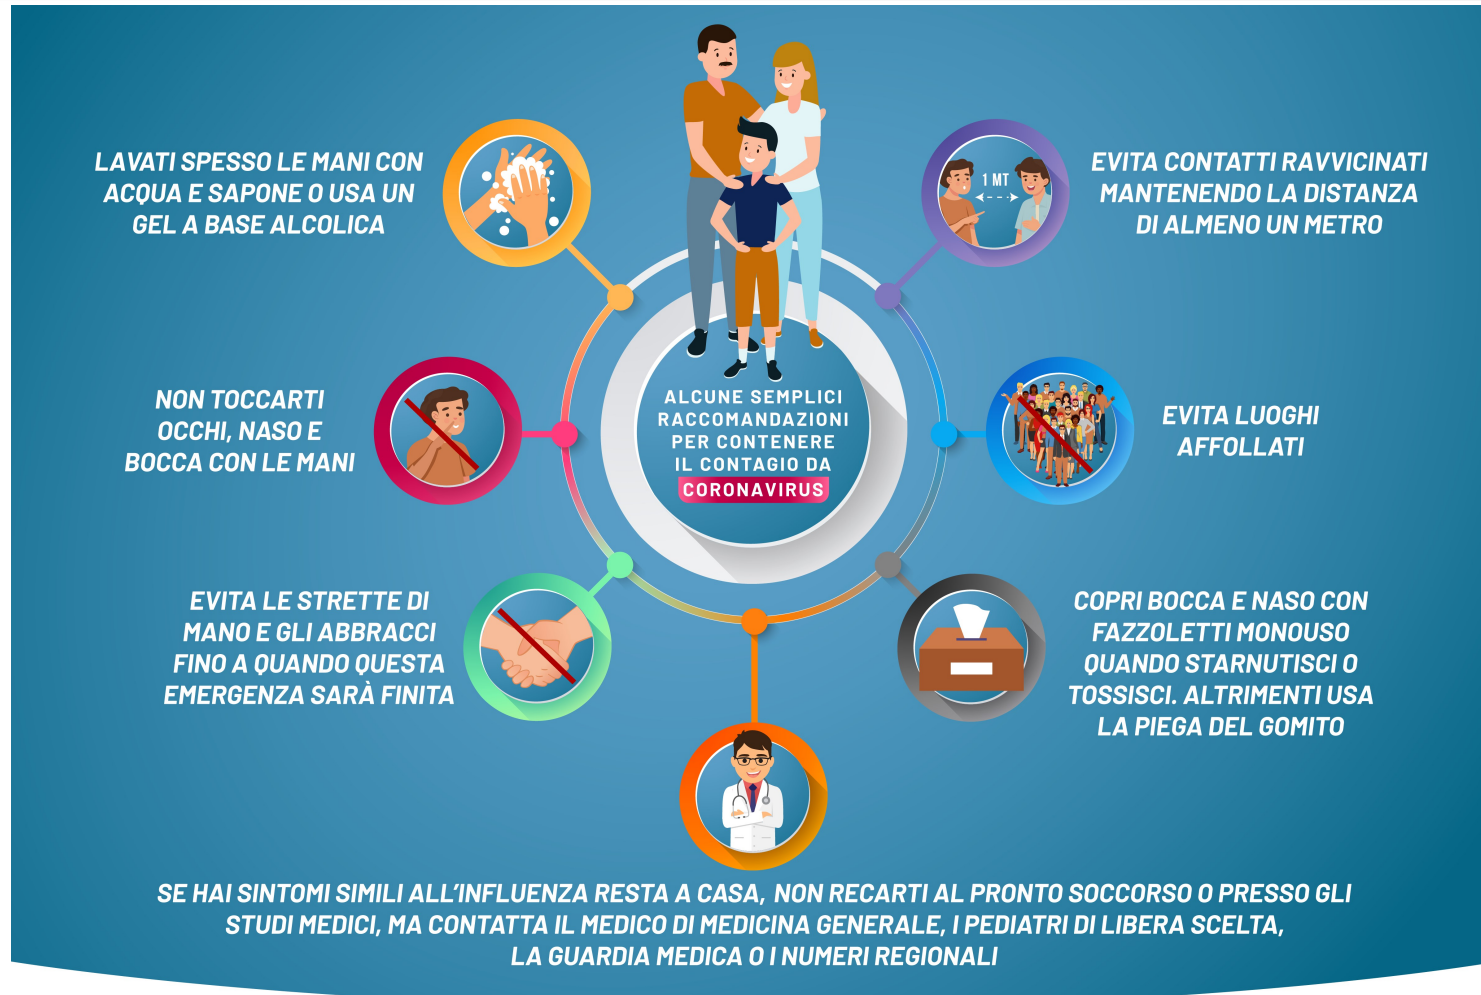 LAVATI SPESSO LE MANI CON
ACQUA E SAPONE O USA UN
GEL A BASE ALCOLICA
EVITA CONTATTI RAVVICINATI
MANTENENDO LA DISTANZA
DI ALMENO UN METRO
1 MT
NON TOCCARTI
OCCHI, NASO E
BOCCA CON LE MANI
ALCUNE SEMPLICI
RACCOMANDAZIONI
PER CONTENERE
IL CONTAGIO DA
CORONAVIRUS
EVITA LUOGHI
AFFOLLATI
EVITA LE STRETTE DI
MANO E GLI ABBRACCI
FINO A QUANDO QUESTA
EMERGENZA SARÀ FINITA
COPRI BOCCA E NASO CON
FAZZOLETTI MONOUSO
QUANDO STARNUTISCI O
TOSSISCI. ALTRIMENTI USA
LA PIEGA DEL GOMITO
SE HAI SINTOMI SIMILI ALL'INFLUENZA RESTA A CASA, NON RECARTI AL PRONTO SOCCORSO O PRESSO GLI
STUDI MEDICI, MA CONTATTA IL MEDICO DI MEDICINA GENERALE, I PEDIATRI DI LIBERA SCELTA,
LA GUARDIA MEDICA O I NUMERI REGIONALI